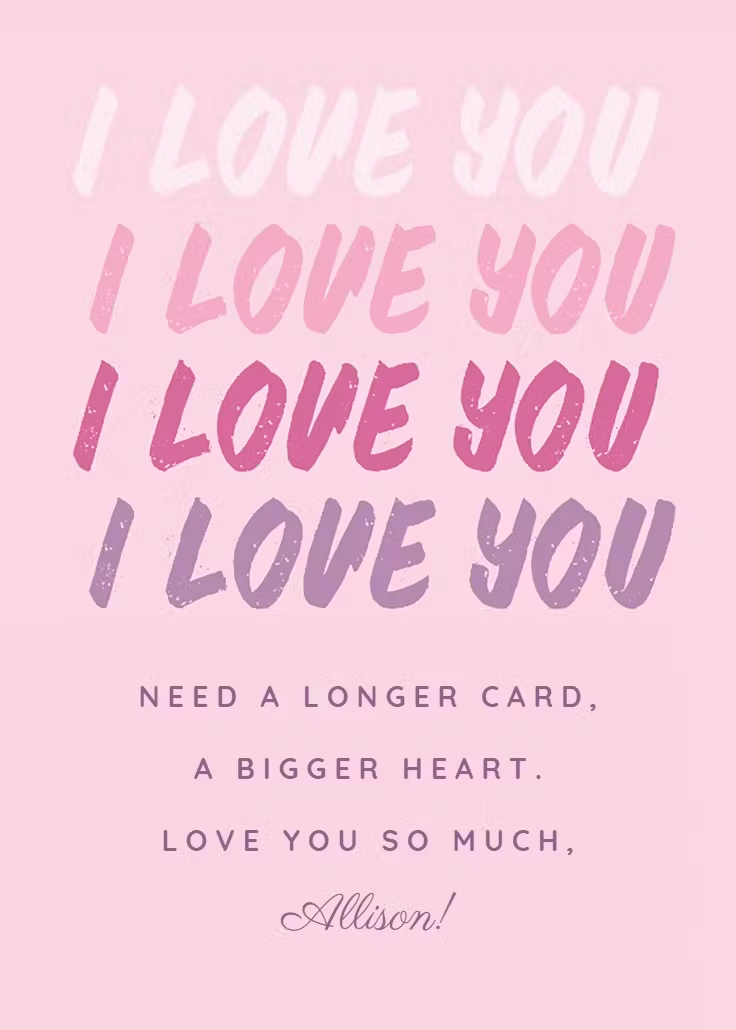 I LOVE YOU
I LOVE YOU
I LOVE YOU
I LOVE YOU
NEED A LONGER CARD,
A BIGGER HEART.
LOVE YOU SO MUCH,
Allison!